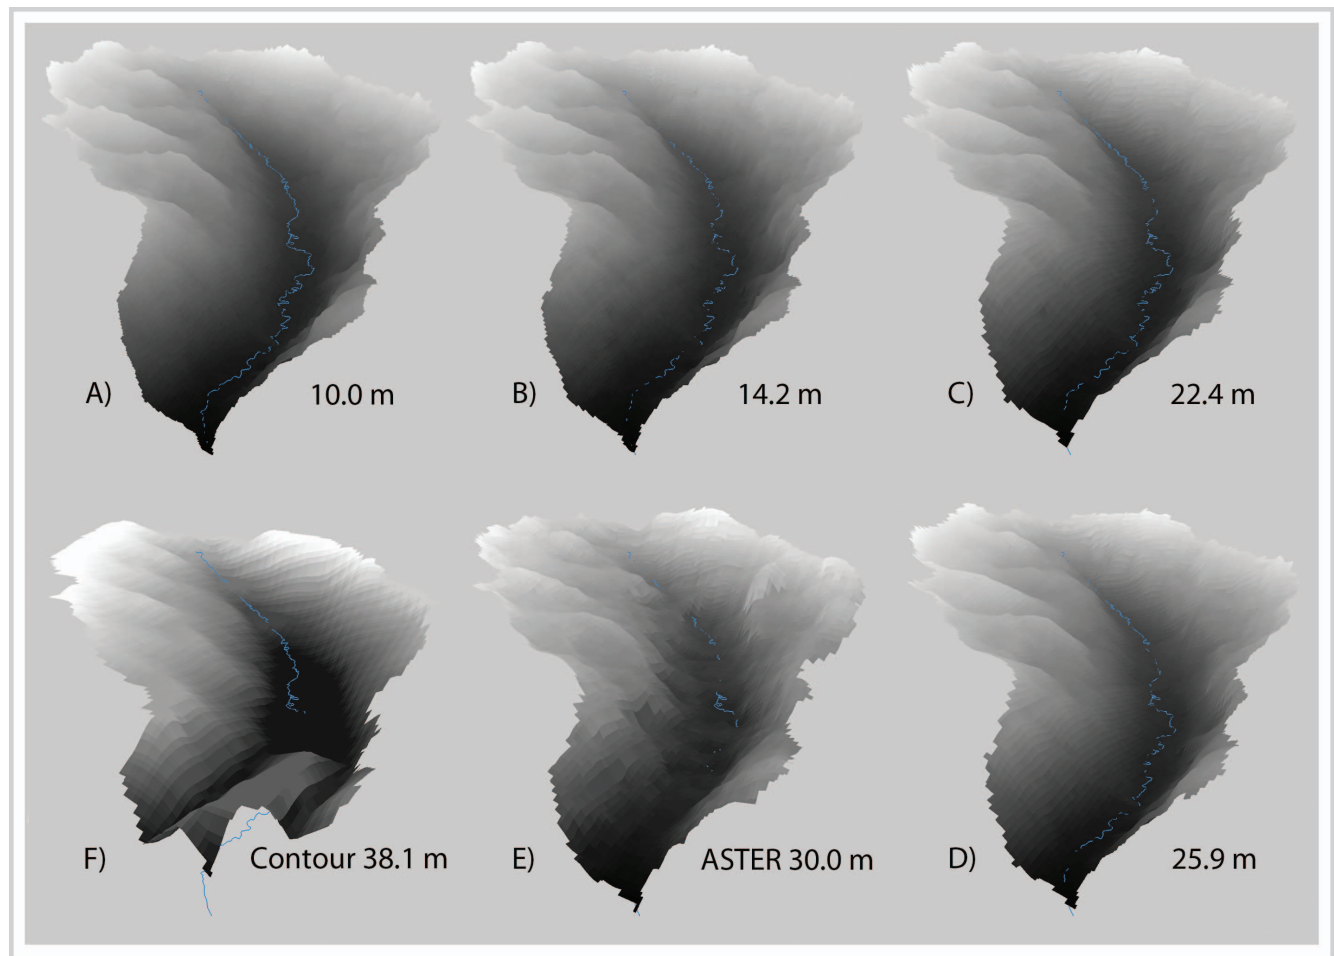 A) 10.0 m
B) 14.2 m
C) 22.4 m
F) Contour 38.1 m
E) ASTER 30.0 m
D) 25.9 m